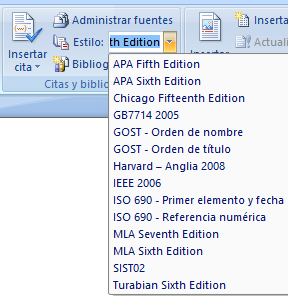 Administrar fuentes
Insertar cita
Estilo: th Edition
Bibliog
Citas y biblio
Inserta
Actuali
Insertar
APA Fifth Edition
APA Sixth Edition
Chicago Fifteenth Edition
GB7714 2005
GOST - Orden de nombre
GOST - Orden de título
Harvard – Anglia 2008
IEEE 2006
ISO 690 - Primer elemento y fecha
ISO 690 - Referencia numérica
MLA Seventh Edition
MLA Sixth Edition
SIST02
Turabian Sixth Edition